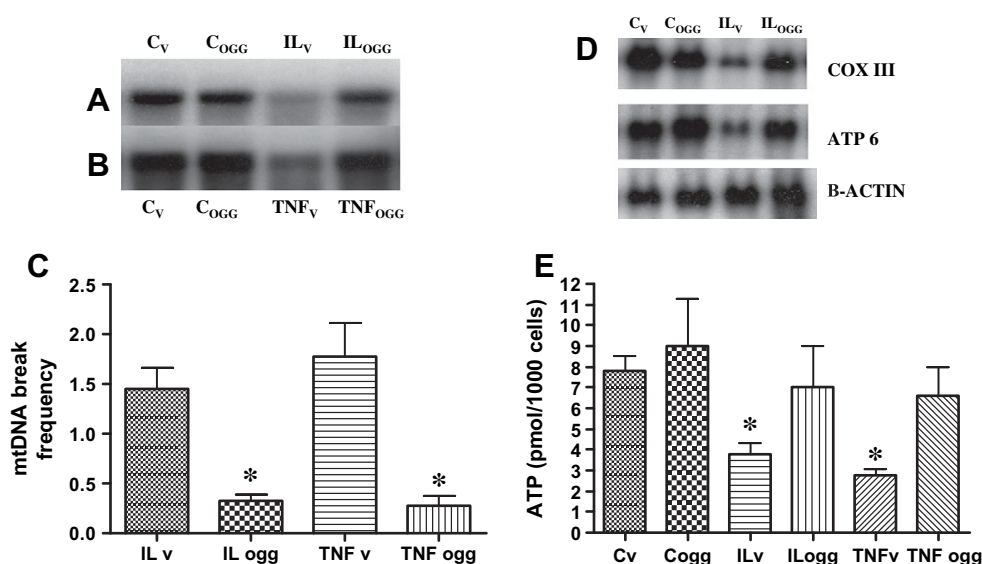 C_V C_OGG IL_V IL_OGG
A
B
C_V C_OGG TNF_V TNF_OGG
D
C_V C_OGG IL_V IL_OGG
COX III
ATP 6
B-ACTIN
C
mtDNA break
frequency
2.5
2.0
1.5
1.0
0.5
0.0
* *
IL v IL ogg TNF v TNF ogg
E
ATP (pmol/1000 cells)
12
11
10
9
8
7
6
5
4
3
2
1
0
* *
Cv Cogg ILv ILogg TNFv TNF ogg